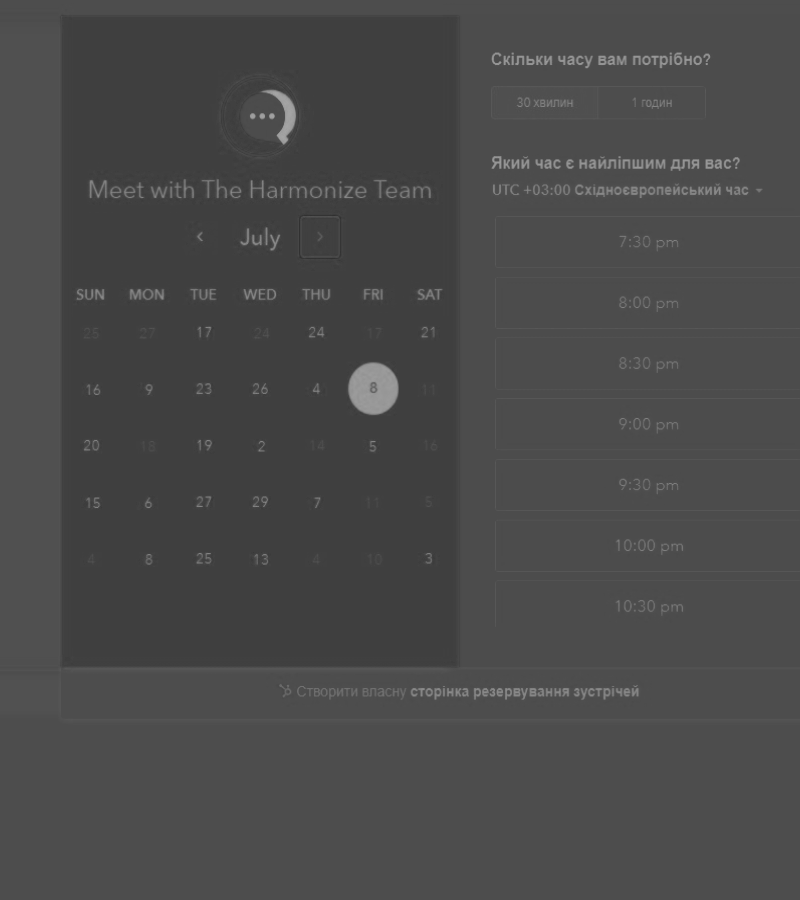 Meet with The Harmonize Team
July
SUN MON TUE WED THU FRI SAT
25 27 17 24 24 17 21
16 9 23 26 4 8 11
20 18 19 2 14 5 16
15 6 27 29 7 11 5
4 8 25 13 4 10 3
Скільки часу вам потрібно?
30 хвилин 1 годин
Який час є найліпшим для вас?
UTC +03:00 Східноєвропейський час
7:30 pm
8:00 pm
8:30 pm
9:00 pm
9:30 pm
10:00 pm
10:30 pm
Створити власну сторінка резервування зустрічей